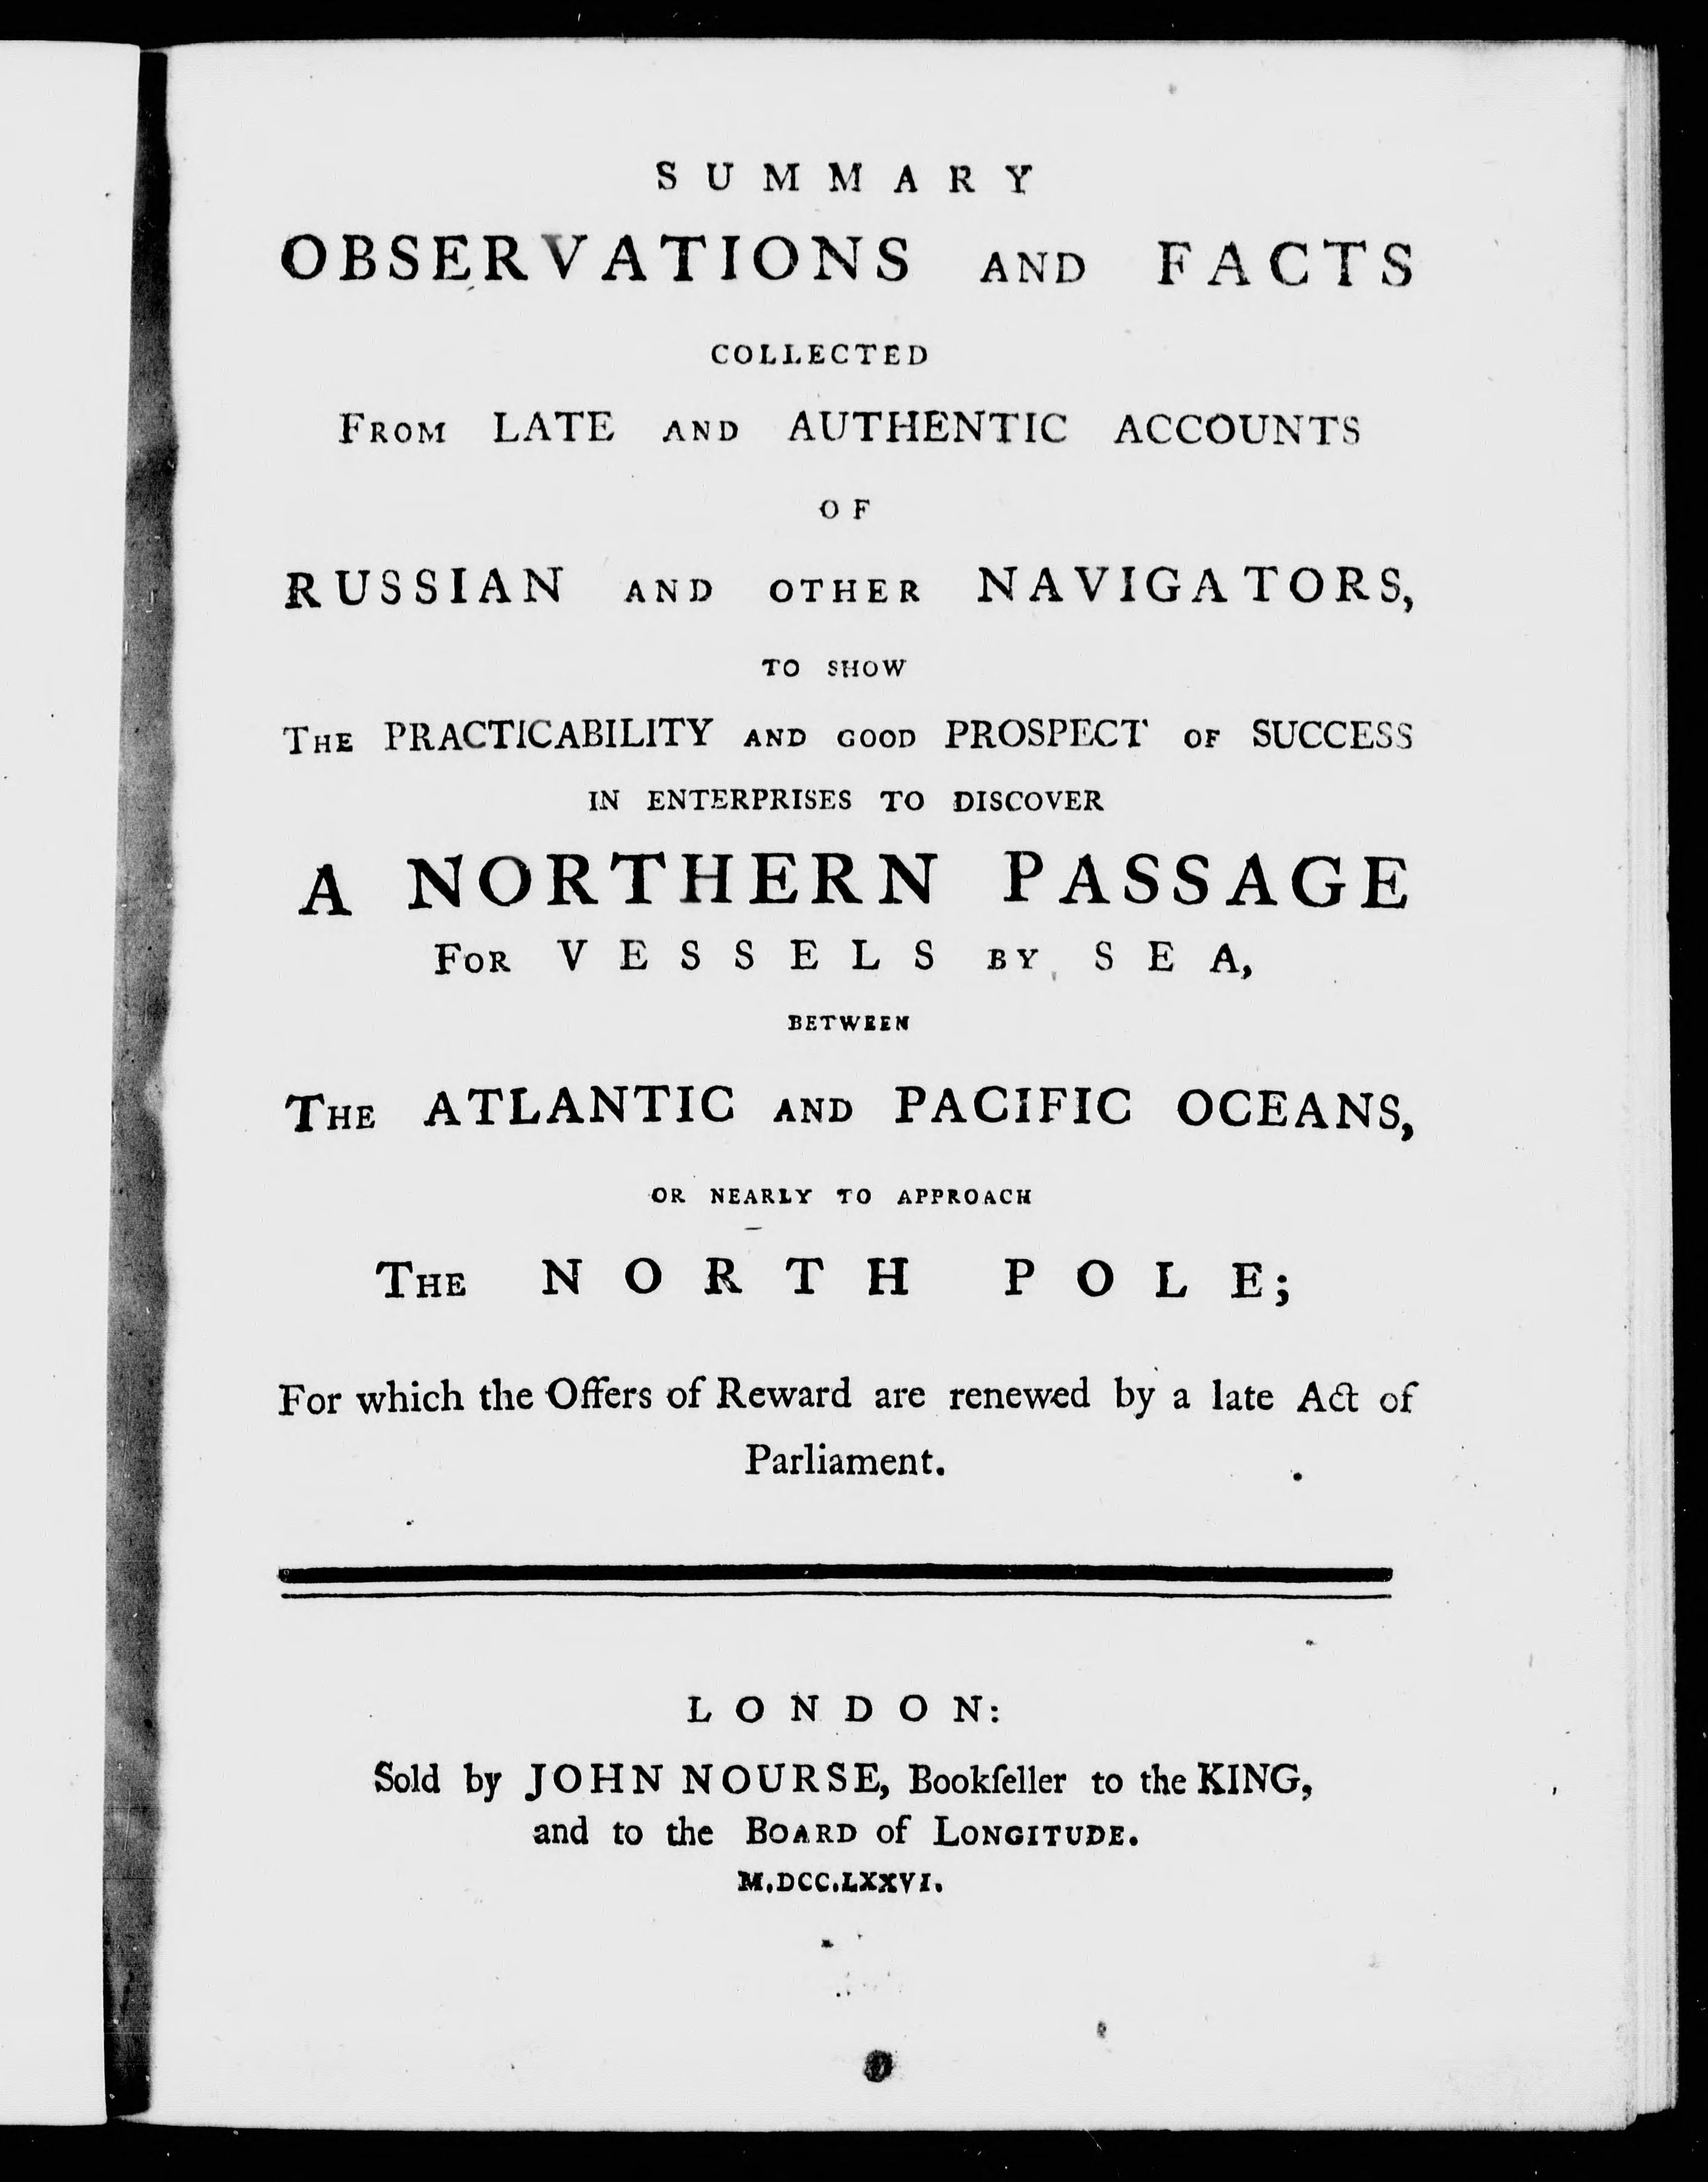 SUMMARY
OBSERVATIONS AND FACTS
COLLECTED
FROM LATE AND AUTHENTIC ACCOUNTS
OF
RUSSIAN AND OTHER NAVIGATORS,
TO SHOW
THE PRACTICABILITY AND GOOD PROSPECT OF SUCCESS
IN ENTERPRISES TO DISCOVER
A NORTHERN PASSAGE
FOR VESSELS BY SEA,
BETWEEN
THE ATLANTIC AND PACIFIC OCEANS,
OR NEARLY TO APPROACH
THE NORTH POLE;
For which the Offers of Reward are renewed by a late Act of
Parliament.
LONDON:
Sold by JOHN NOURSE, Bookſeller to the KING,
and to the BOARD of LONGITUDE.
M.DCC.LXXVI.